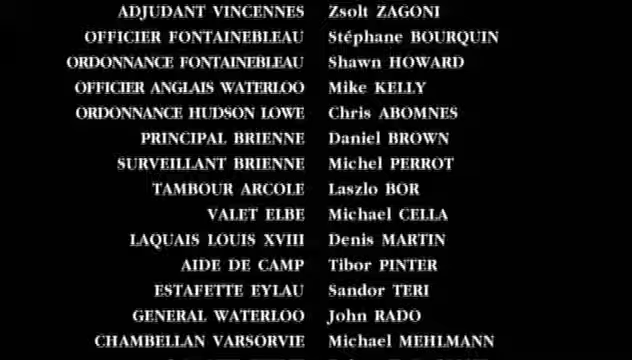 ADJUDANT VINCENNES Zsolt ZAGONI
OFFICIER FONTAINEBLEAU Stéphane BOURQUIN
ORDONNANCE FONTAINEBLEAU Shawn HOWARD
OFFICIER ANGLAIS WATERLOO Mike KELLY
ORDONNANCE HUDSON LOWE Chris ABOMNES
PRINCIPAL BRIENNE Daniel BROWN
SURVEILLANT BRIENNE Michel PERROT
TAMBOUR ARCOLE Laszlo BOR
VALET ELBE Michael CELLA
LAQUAIS LOUIS XVIII Denis MARTIN
AIDE DE CAMP Tibor PINTER
ESTAFETTE EYLAU Sandor TERI
GENERAL WATERLOO John RADO
CHAMBELLAN VARSORVIE Michael MEHLMANN